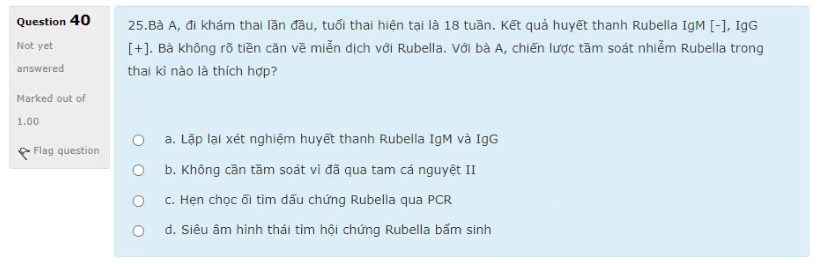 Question 40
Not yet
answered
Marked out of
1.00
Flag question
25.Bà A, đi khám thai lần đầu, tuổi thai hiện tại là 18 tuần. Kết quả huyết thanh Rubella IgM [-], IgG
[+]. Bà không rõ tiền căn về miễn dịch với Rubella. Với bà A, chiến lược tầm soát nhiễm Rubella trong
thai kì nào là thích hợp?
a. Lặp lại xét nghiệm huyết thanh Rubella IgM và IgG
b. Không cần tầm soát vì đã qua tam cá nguyệt II
c. Hẹn chọc ối tìm dấu chứng Rubella qua PCR
d. Siêu âm hình thái tìm hội chứng Rubella bẩm sinh